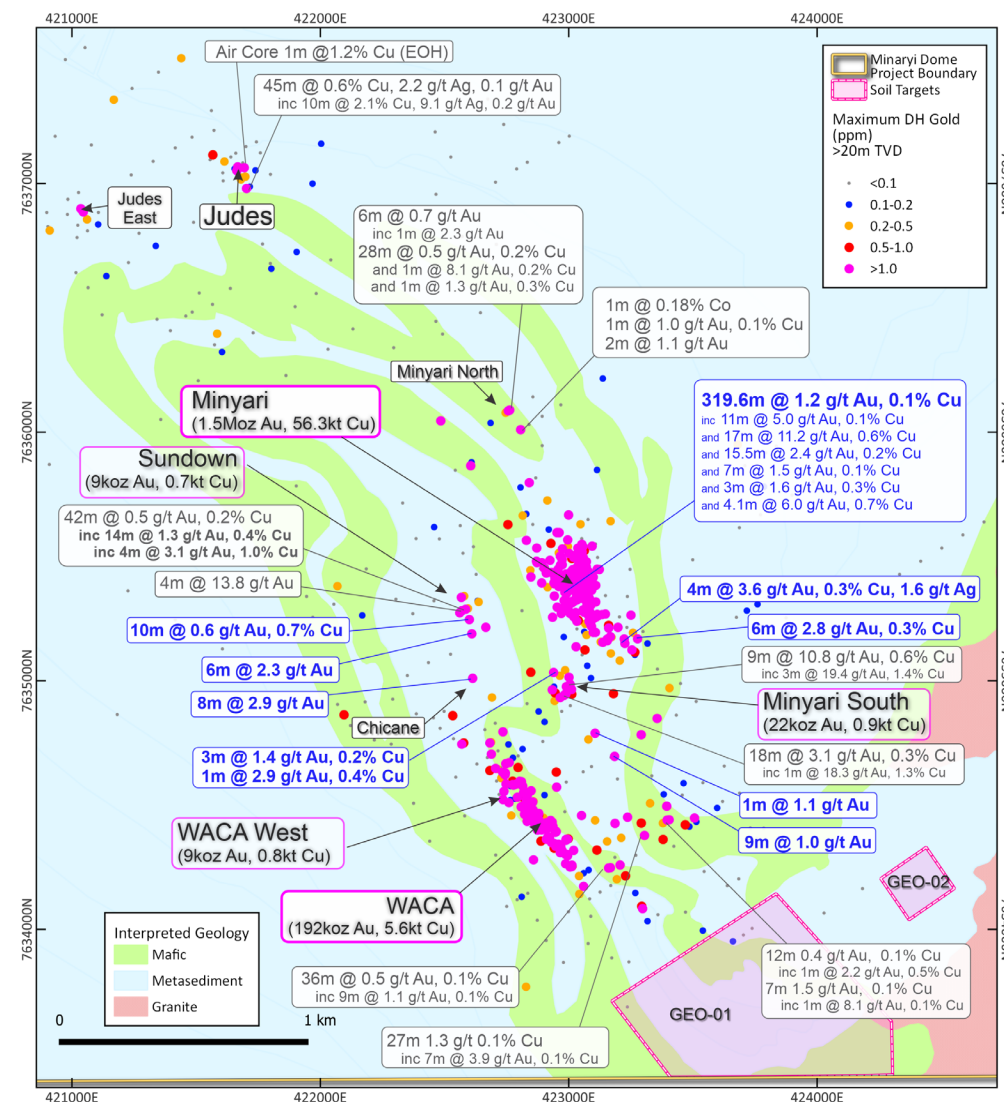 421000E 422000E 423000E 424000E
Air Core 1m @1.2% Cu (EOH)
45m @ 0.6% Cu, 2.2 g/t Ag, 0.1 g/t Au
inc 10m @ 2.1% Cu, 9.1 g/t Ag, 0.2 g/t Au
Minaryi Dome
Project Boundary
Soil Targets
Maximum DH Gold
(ppm)
>20m TVD
<0.1
0.1-0.2
0.2-0.5
0.5-1.0
>1.0
7637000N
Judes
East
Judes
6m @ 0.7 g/t Au
inc 1m @ 2.3 g/t Au
28m @ 0.5 g/t Au, 0.2% Cu
and 1m @ 8.1 g/t Au, 0.2% Cu
and 1m @ 1.3 g/t Au, 0.3% Cu
1m @ 0.18% Co
1m @ 1.0 g/t Au, 0.1% Cu
2m @ 1.1 g/t Au
Minyari North
Minyari
(1.5Moz Au, 56.3kt Cu)
7636000N
319.6m @ 1.2 g/t Au, 0.1% Cu
inc 11m @ 5.0 g/t Au, 0.1% Cu
and 17m @ 11.2 g/t Au, 0.6% Cu
and 15.5m @ 2.4 g/t Au, 0.2% Cu
and 7m @ 1.5 g/t Au, 0.1% Cu
and 3m @ 1.6 g/t Au, 0.3% Cu
and 4.1m @ 6.0 g/t Au, 0.7% Cu
Sundown
(9koz Au, 0.7kt Cu)
42m @ 0.5 g/t Au, 0.2% Cu
inc 14m @ 1.3 g/t Au, 0.4% Cu
inc 4m @ 3.1 g/t Au, 1.0% Cu
4m @ 13.8 g/t Au
4m @ 3.6 g/t Au, 0.3% Cu, 1.6 g/t Ag
10m @ 0.6 g/t Au, 0.7% Cu
6m @ 2.8 g/t Au, 0.3% Cu
6m @ 2.3 g/t Au
9m @ 10.8 g/t Au, 0.6% Cu
inc 3m @ 19.4 g/t Au, 1.4% Cu
7635000N
8m @ 2.9 g/t Au
Minyari South
(22koz Au, 0.9kt Cu)
Chicane
3m @ 1.4 g/t Au, 0.2% Cu
1m @ 2.9 g/t Au, 0.4% Cu
18m @ 3.1 g/t Au, 0.3% Cu
inc 1m @ 18.3 g/t Au, 1.3% Cu
1m @ 1.1 g/t Au
WACA West
(9koz Au, 0.8kt Cu)
9m @ 1.0 g/t Au
GEO-02
WACA
(192koz Au, 5.6kt Cu)
7634000N
Interpreted Geology
Mafic
Metasediment
Granite
12m 0.4 g/t Au, 0.1% Cu
inc 1m @ 2.2 g/t Au, 0.5% Cu
7m 1.5 g/t Au, 0.1% Cu
inc 1m @ 8.1 g/t Au, 0.1% Cu
36m @ 0.5 g/t Au, 0.1% Cu
inc 9m @ 1.1 g/t Au, 0.1% Cu
GEO-01
0 1 km
27m 1.3 g/t 0.1% Cu
inc 7m @ 3.9 g/t Au, 0.1% Cu
421000E 422000E 423000E 424000E